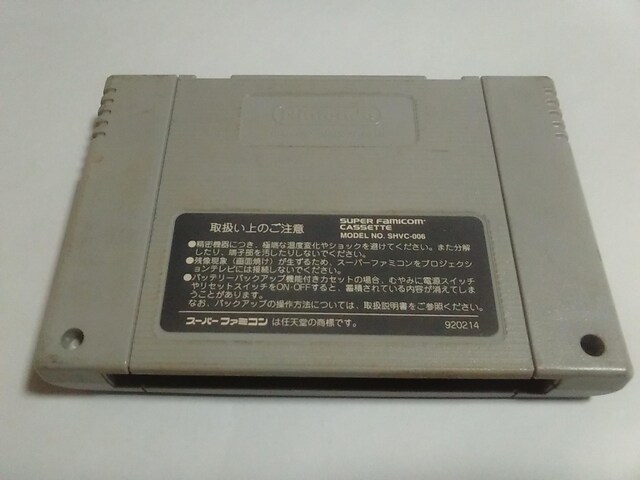 Nintendo
取扱い上のご注意
SUPER FAMICOM
CASSETTE
MODEL NO. SHVC-006
●精密機器につき、極端な温度変化やショックを避けてください。また分解
したり、端子部を汚したりしないでください。
●残像現象（画面焼け）が生ずるため、スーパーファミコンをプロジェクシ
ョンテレビには接続しないでください。
●バッテリーバックアップ機能付きカセットの場合、むやみに電源スイッチ
やリセットスイッチをON・OFFすると、蓄積されている内容が消えてしま
うことがあります。
なお、バックアップの操作方法については、取扱説明書をご参照ください。
スーパーファミコンは任天堂の商標です。
920214